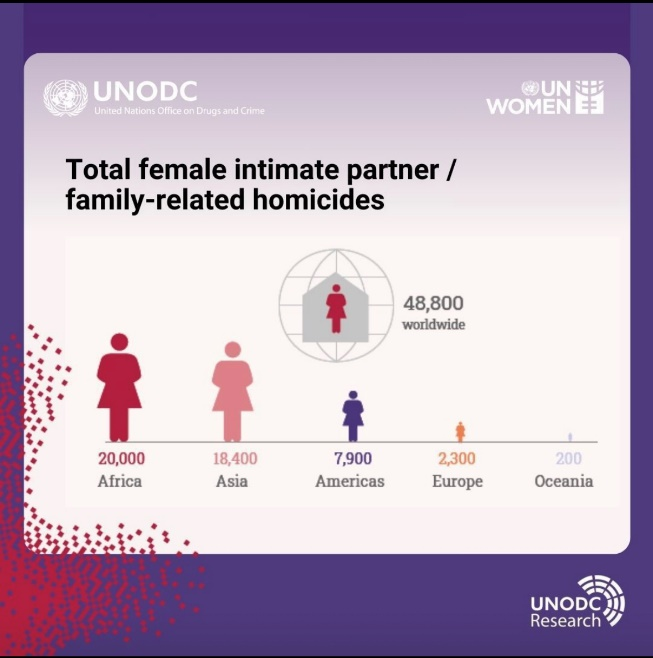 UNODC
United Nations Office on Drugs and Crime
UN
WOMEN
Total female intimate partner /
family-related homicides
48,800
worldwide
20,000
Africa
18,400
Asia
7,900
Americas
2,300
Europe
200
Oceania
UNODC
Research